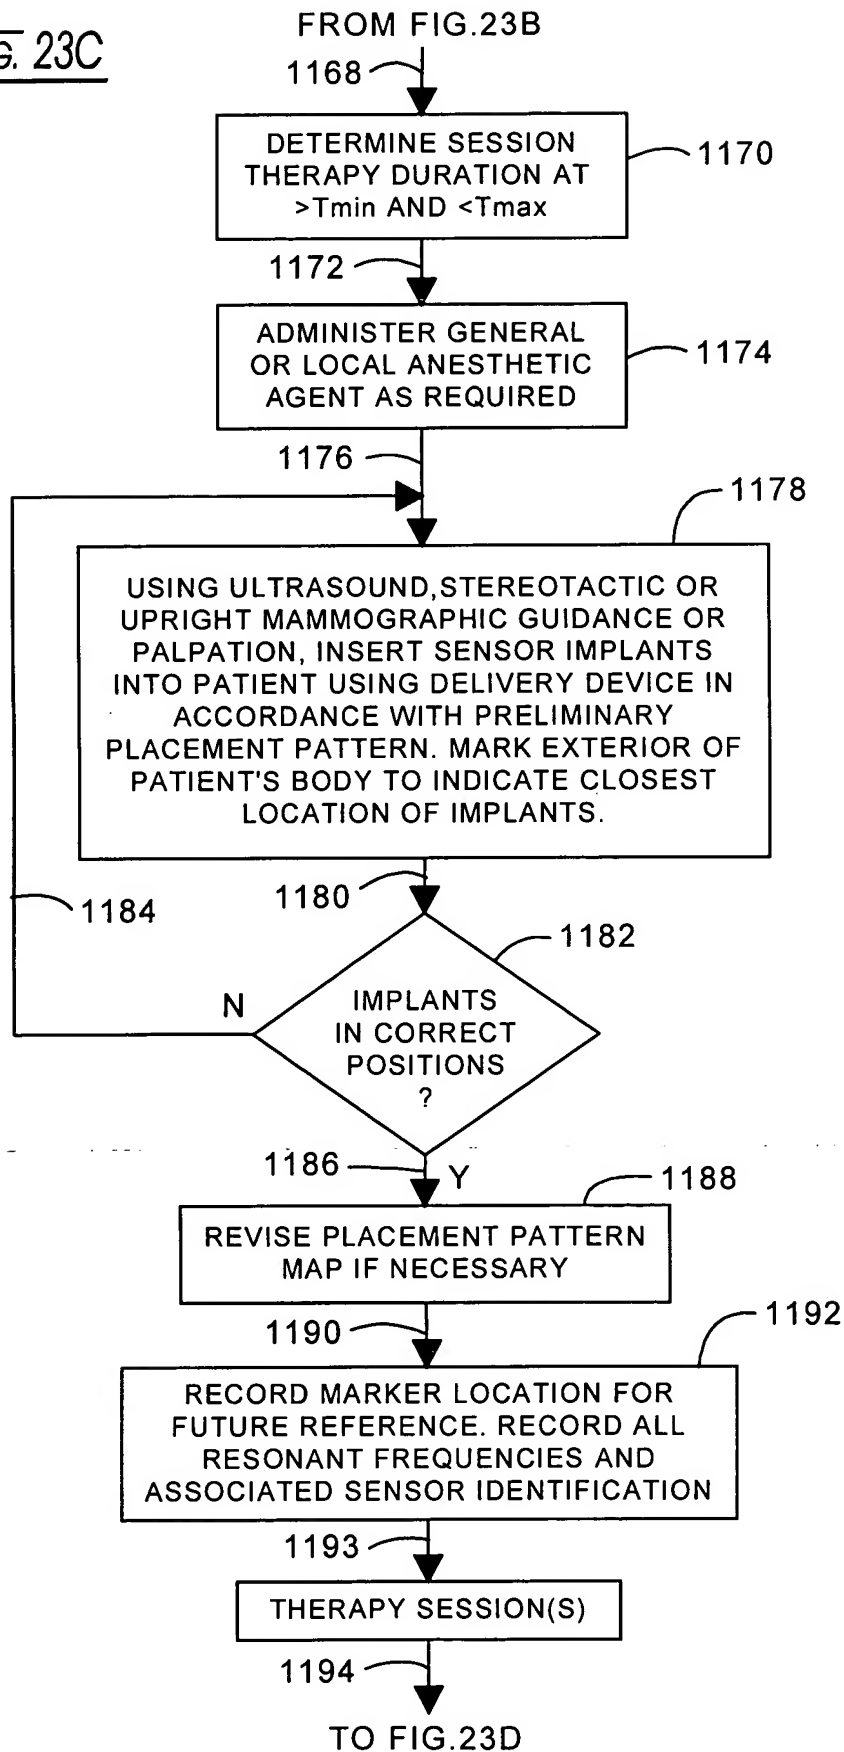 FROM FIG.23B
G. 23C
1168
DETERMINE SESSION
THERAPY DURATION AT
>Tmin AND <Tmax
1170
1172
ADMINISTER GENERAL
OR LOCAL ANESTHETIC
AGENT AS REQUIRED
1174
1176
1178
USING ULTRASOUND,STEREOTACTIC OR
UPRIGHT MAMMOGRAPHIC GUIDANCE OR
PALPATION, INSERT SENSOR IMPLANTS
INTO PATIENT USING DELIVERY DEVICE IN
ACCORDANCE WITH PRELIMINARY
PLACEMENT PATTERN. MARK EXTERIOR OF
PATIENT'S BODY TO INDICATE CLOSEST
LOCATION OF IMPLANTS.
1180
1184
1182
N
IMPLANTS
IN CORRECT
POSITIONS
?
1186
Y
1188
REVISE PLACEMENT PATTERN
MAP IF NECESSARY
1190
1192
RECORD MARKER LOCATION FOR
FUTURE REFERENCE. RECORD ALL
RESONANT FREQUENCIES AND
ASSOCIATED SENSOR IDENTIFICATION
1193
THERAPY SESSION(S)
1194
TO FIG.23D